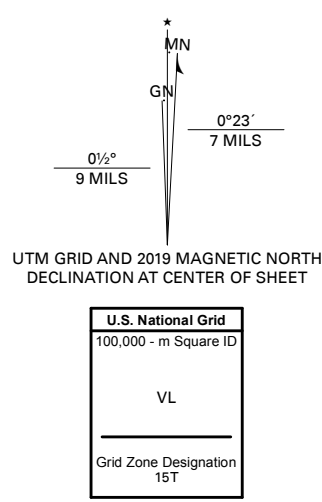 ★
MN
GN
0°23´
7 MILS
0½°
9 MILS
UTM GRID AND 2019 MAGNETIC NORTH
DECLINATION AT CENTER OF SHEET
U.S. National Grid
100,000 - m Square ID
VL
Grid Zone Designation
15T